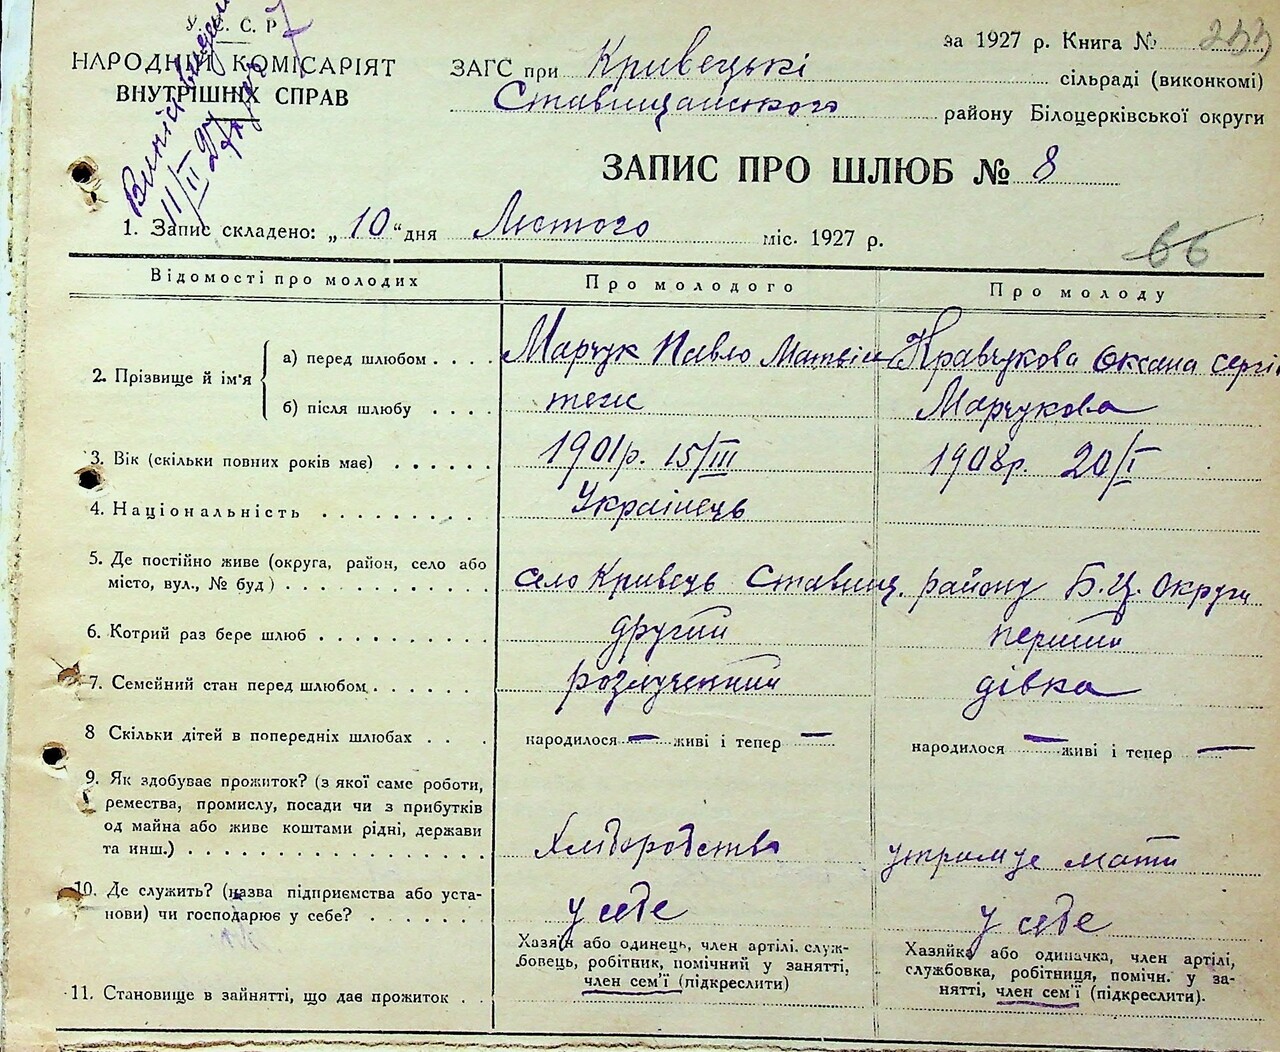 У. С. С. Р
НАРОДНІЙ КОМІСАРІЯТ
ВНУТРІШНІХ СПРАВ
11/II 27
за 1927 р. Книга №
ЗАГС при Кривецькі сільраді (виконкомі)
Ставищанського району Білоцерківської округи
ЗАПИС ПРО ШЛЮБ № 8
1. Запис складено: „10“ дня Лютого міс. 1927 р.
66
Відомості про молодих Про молодого Про молоду
2. Прізвище й ім'я
а) перед шлюбом . . . . Марчук Павло Матвієв Кравчукова Оксана Сергі
б) після шлюбу . . . . теж Марчукова
3. Вік (скільки повних років має) . . . . . . 1901р. 15/III 1908р. 20/I
4. Національність . . . . . . . . . Українець
5. Де постійно живе (округа, район, село або
місто, вул., № буд) . . . . . . . . . . . село Кривець Ставищ. району Б.Ц. Округи
6. Котрий раз бере шлюб . . . . . . . . . другий перший
7. Семейний стан перед шлюбом . . . . . . розлучений дівка
8 Скільки дітей в попередніх шлюбах . . . народилося — живі і тепер — народилося — живі і тепер —
9. Як здобуває прожиток? (з якої саме роботи,
ремества, промислу, посади чи з прибутків
од майна або живе коштами рідні, держави
та инш.) . . . . . . . . . . . . . . . . Хліборобства утримує мати
10. Де служить? (назва підприємства або уста-
нови) чи господарює у себе? . . . . . . . у себе у себе
11. Становище в зайнятті, що дає прожиток . .
Хазяїн або одинець, член артілі, служ-
бовець, робітник, помічний у занятті,
член сем'ї (підкреслити)
Хазяйка або одиначка, член артілі,
службовка, робітниця, помічн. у за-
нятті, член сем'ї (підкреслити).